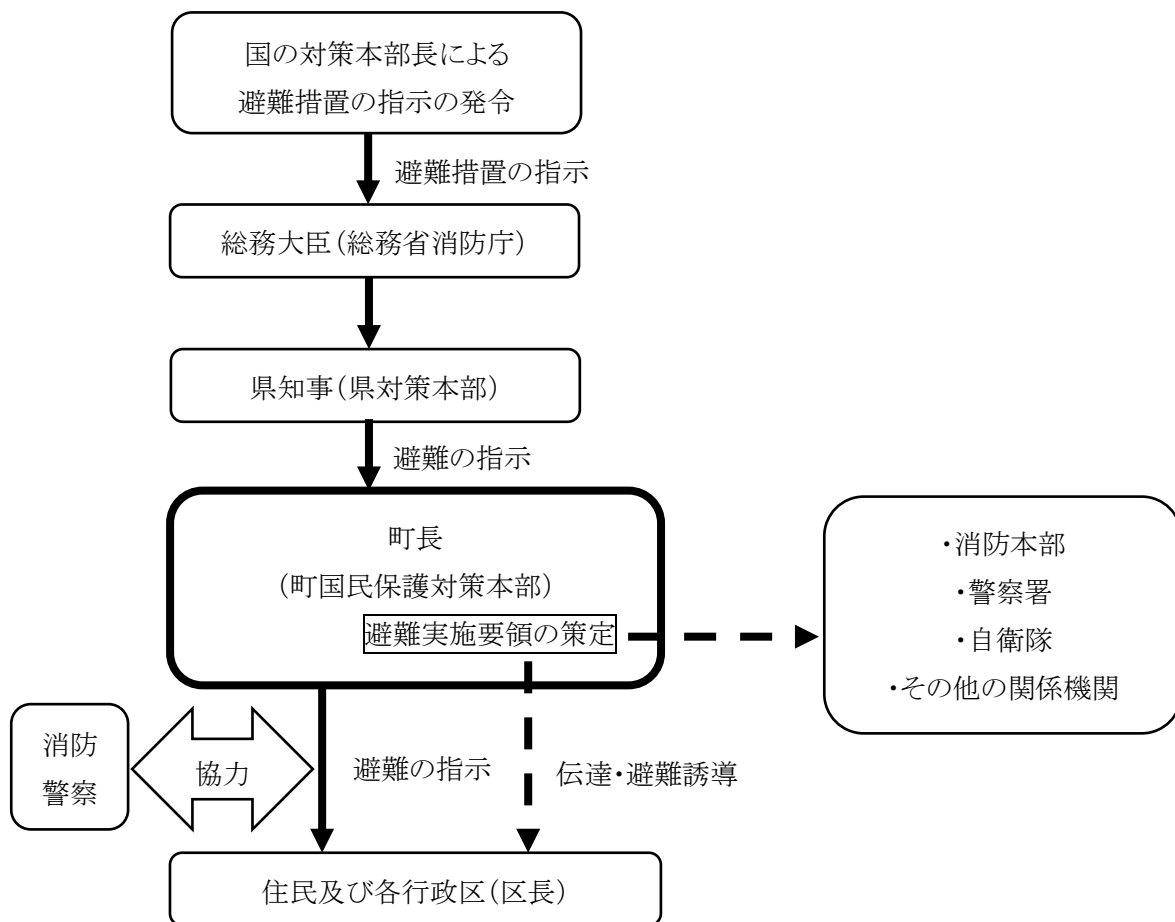 国の対策本部長による
避難措置の指示の発令
避難措置の指示
総務大臣(総務省消防庁)
県知事(県対策本部)
避難の指示
町長
(町国民保護対策本部)
避難実施要領の策定
・消防本部
・警察署
・自衛隊
・その他の関係機関
消防
警察
協力
避難の指示
伝達・避難誘導
住民及び各行政区(区長)